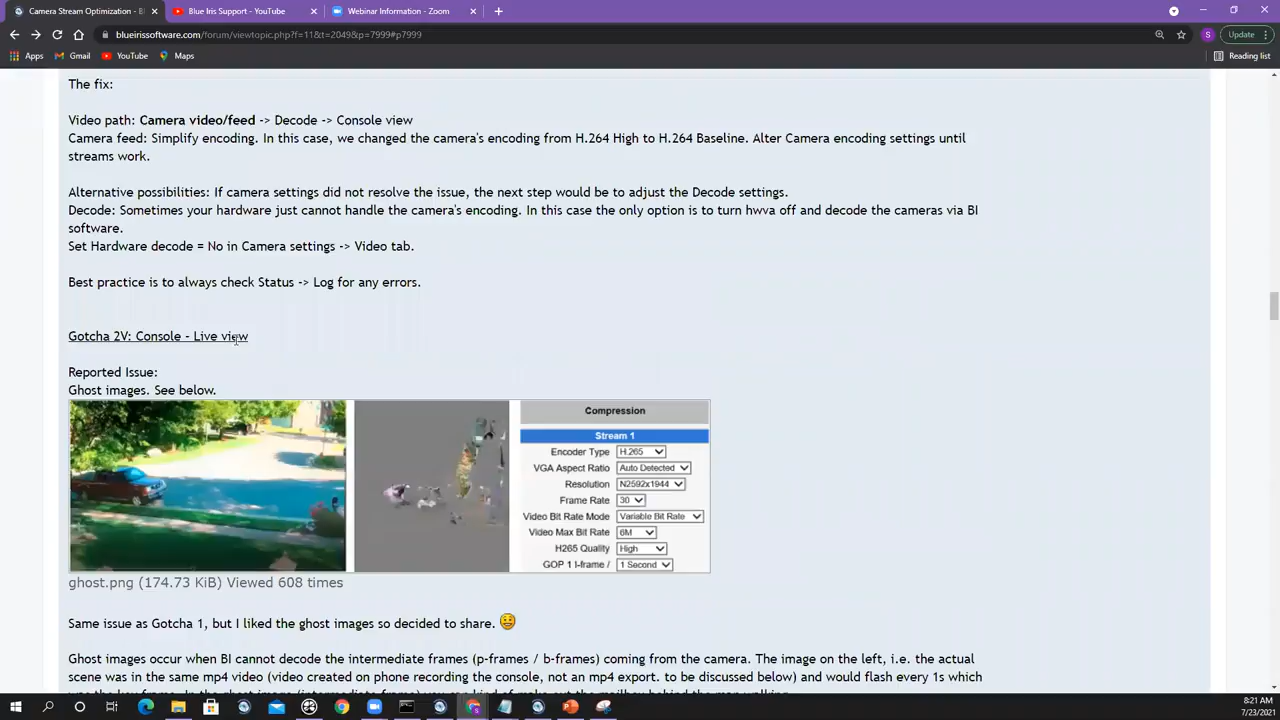 Camera Stream Optimization - Bl
Blue Iris Support - YouTube
Webinar Information - Zoom
blueirissoftware.com/forum/viewtopic.php?f=11&t=2049&p=7999#p7999
S
Update
Apps
Gmail
YouTube
Maps
Reading list
The fix:
Video path: Camera video/feed -> Decode -> Console view
Camera feed: Simplify encoding. In this case, we changed the camera's encoding from H.264 High to H.264 Baseline. Alter Camera encoding settings until
streams work.
Alternative possibilities: If camera settings did not resolve the issue, the next step would be to adjust the Decode settings.
Decode: Sometimes your hardware just cannot handle the camera's encoding. In this case the only option is to turn hwva off and decode the cameras via BI
software.
Set Hardware decode = No in Camera settings -> Video tab.
Best practice is to always check Status -> Log for any errors.
Gotcha 2V: Console - Live view
Reported Issue:
Ghost images. See below.
Compression
Stream 1
Encoder Type H.265
VGA Aspect Ratio Auto Detected
Resolution N2592x1944
Frame Rate 30
Video Bit Rate Mode Variable Bit Rate
Video Max Bit Rate 6M
H265 Quality High
GOP 1 I-frame / 1 Second
ghost.png (174.73 KiB) Viewed 608 times
Same issue as Gotcha 1, but I liked the ghost images so decided to share.
Ghost images occur when BI cannot decode the intermediate frames (p-frames / b-frames) coming from the camera. The image on the left, i.e. the actual
scene was in the same mp4 video (video created on phone recording the console, not an mp4 export. to be discussed below) and would flash every 1s which
8:21 AM
7/23/2021